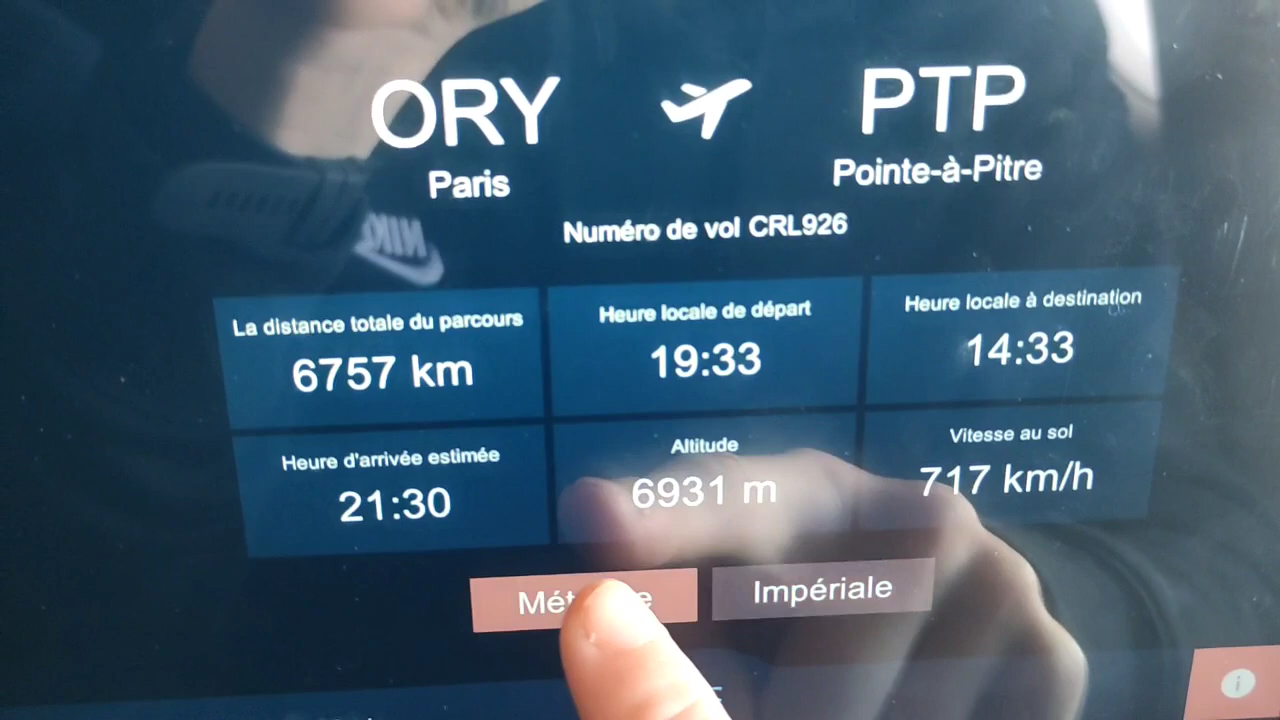 ORY
PTP
Paris
Pointe-à-Pitre
Numéro de vol CRL926
La distance totale du parcours
Heure locale de départ
Heure locale à destination
6757 km
19:33
14:33
Heure d'arrivée estimée
Altitude
Vitesse au sol
21:30
6931 m
717 km/h
Impériale
i